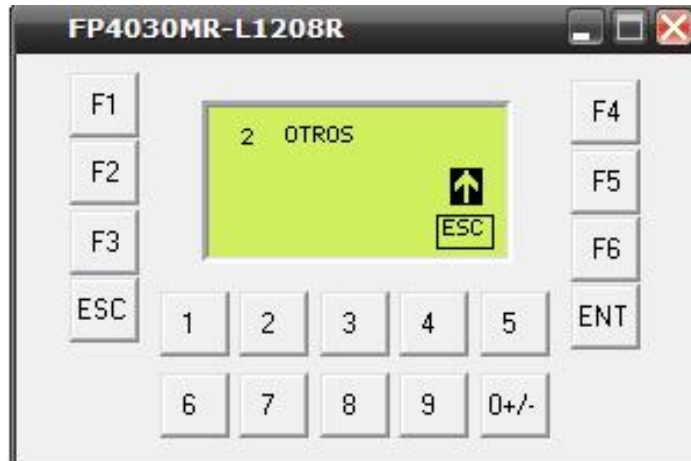 FP4030MR-L1208R
F1
F4
2 OTROS
F2
F5
F3
ESC
F6
ESC
1 2 3 4 5
ENT
6 7 8 9 0+/-